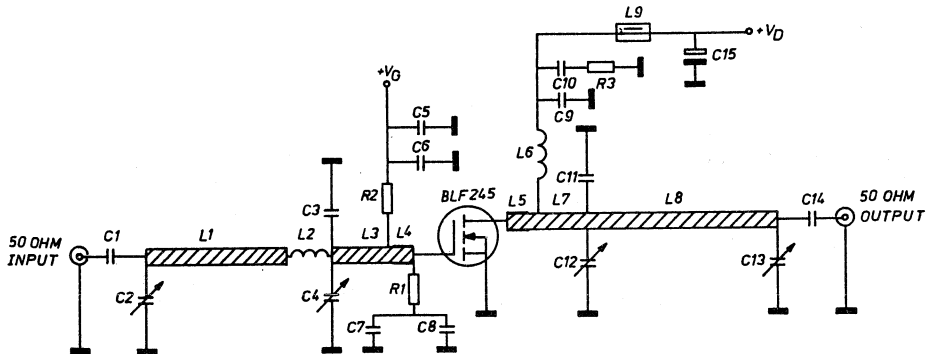 L9
+VD
C15
C10
R3
C9
+VG
C5
C6
L6
C11
R2
BLF245
L5
L7
L8
C14
50 OHM
OUTPUT
C3
50 OHM
INPUT
C1
L1
L2
L3
L4
C2
C4
R1
C12
C13
C7
C8